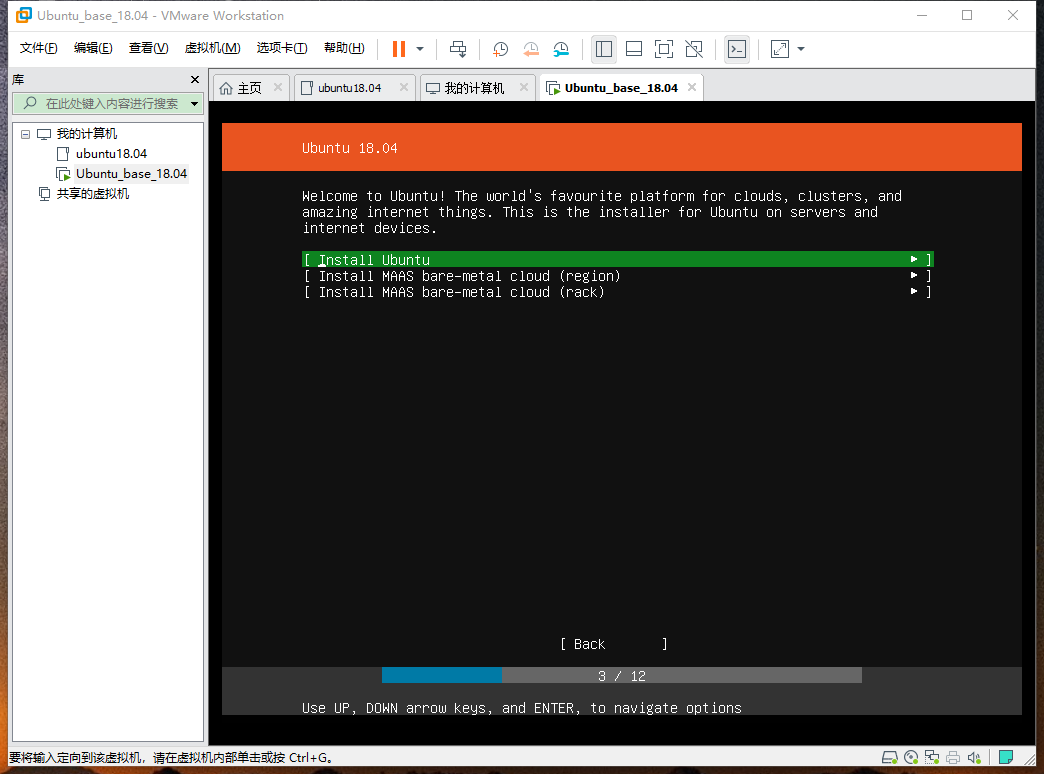 Ubuntu_base_18.04 - VMware Workstation
文件(F) 编辑(E) 查看(V) 虚拟机(M) 选项卡(T) 帮助(H)
库
在此处键入内容进行搜索
我的计算机
ubuntu18.04
Ubuntu_base_18.04
共享的虚拟机
主页 ubuntu18.04 我的计算机 Ubuntu_base_18.04
Ubuntu 18.04
Welcome to Ubuntu! The world's favourite platform for clouds, clusters, and
amazing internet things. This is the installer for Ubuntu on servers and
internet devices.
[ Install Ubuntu ► ]
[ Install MAAS bare-metal cloud (region) ► ]
[ Install MAAS bare-metal cloud (rack) ► ]
[ Back ]
3 / 12
Use UP, DOWN arrow keys, and ENTER, to navigate options
要将输入定向到该虚拟机，请在虚拟机内部单击或按 Ctrl+G。